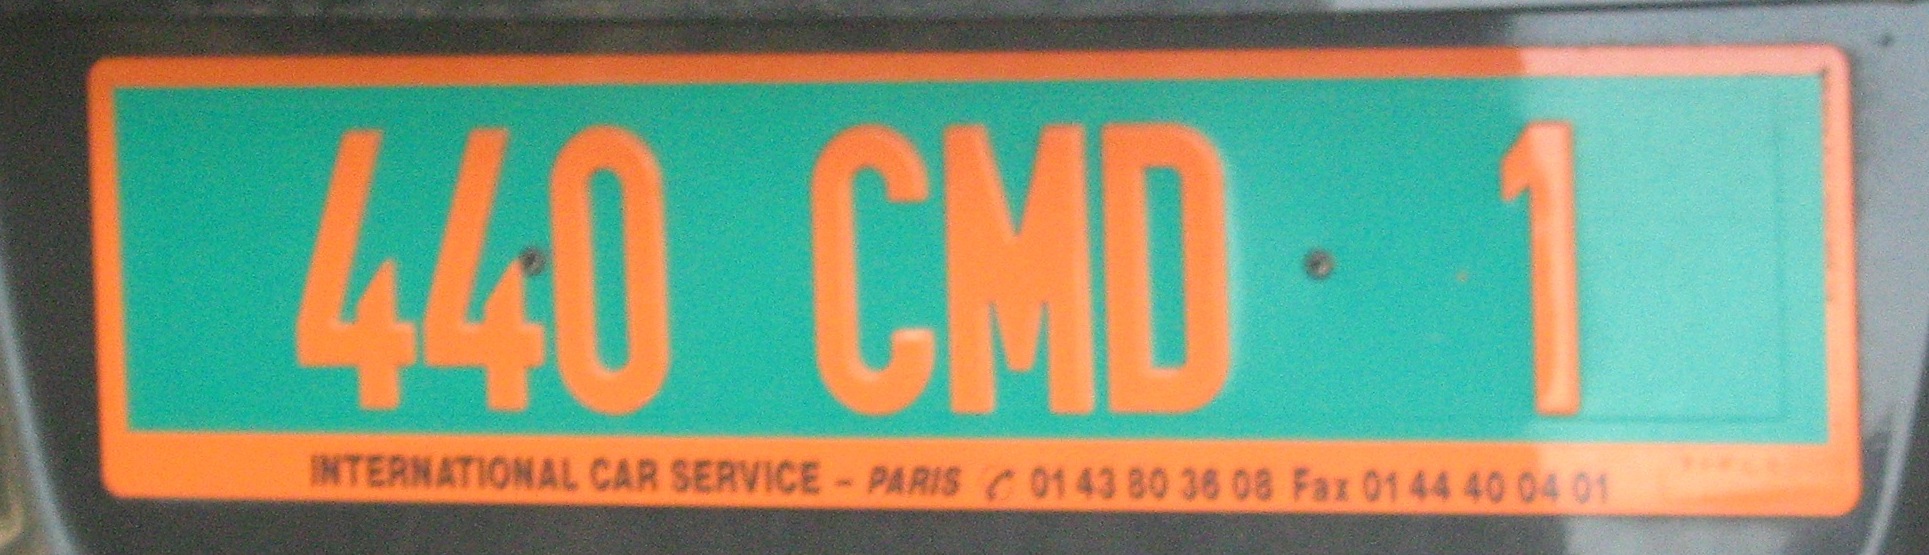 440 CMD 1
INTERNATIONAL CAR SERVICE - PARIS ✆ 01 43 80 36 08 Fax 01 44 40 04 01